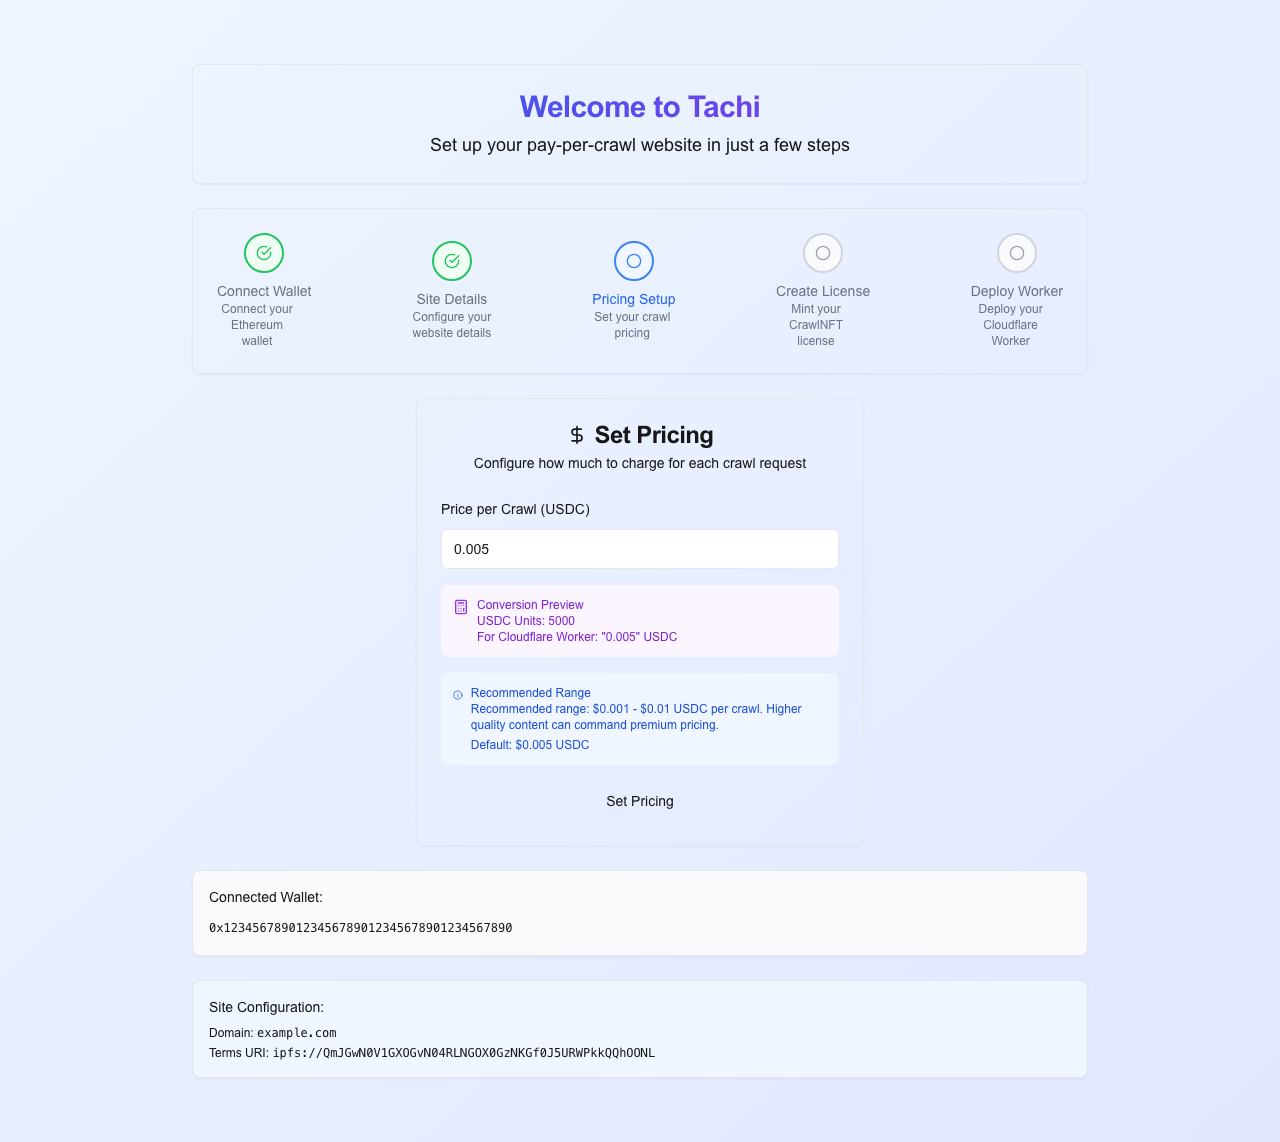 Welcome to Tachi
Set up your pay-per-crawl website in just a few steps
Connect Wallet
Connect your
Ethereum
wallet
Site Details
Configure your
website details
Pricing Setup
Set your crawl
pricing
Create License
Mint your
CrawlNFT
license
Deploy Worker
Deploy your
Cloudflare
Worker
Set Pricing
Configure how much to charge for each crawl request
Price per Crawl (USDC)
0.005
Conversion Preview
USDC Units: 5000
For Cloudflare Worker: "0.005" USDC
Recommended Range
Recommended range: $0.001 - $0.01 USDC per crawl. Higher
quality content can command premium pricing.
Default: $0.005 USDC
Set Pricing
Connected Wallet:
0x1234567890123456789012345678901234567890
Site Configuration:
Domain: example.com
Terms URI: ipfs://QmJGwN0V1GXOGvN04RLNGOX0GzNKGf0J5URWPkkQQhOONL